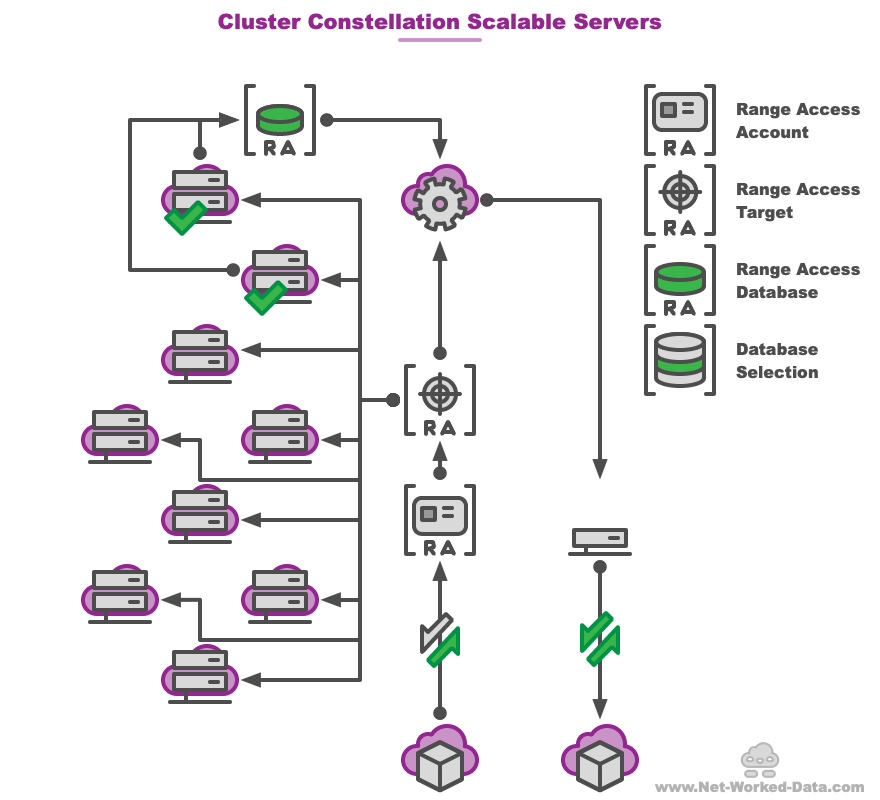 Cluster Constellation Scalable Servers
RA
Range Access
Account
RA
Range Access
Target
RA
Range Access
Database
RA
Database
Selection
RA
RA
www.Net-Worked-Data.com